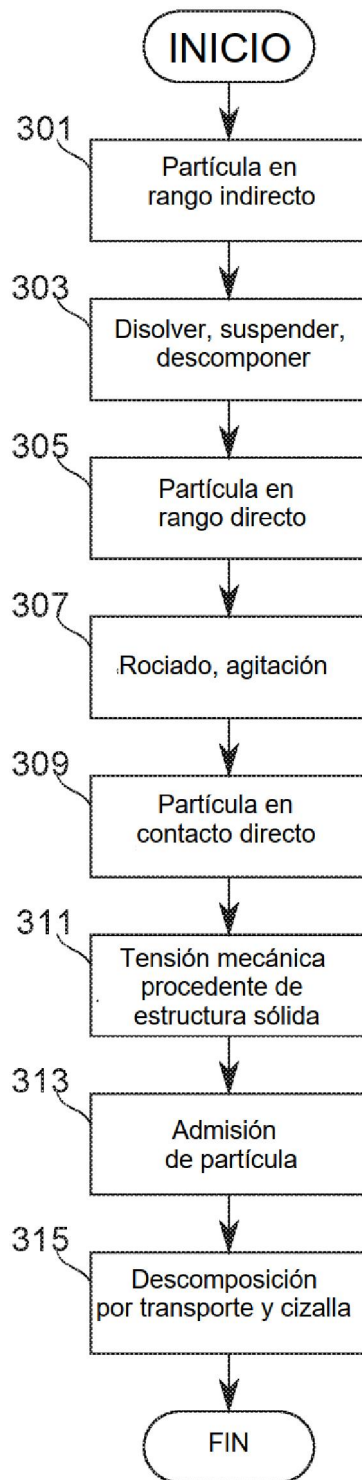 INICIO
301
Partícula en
rango indirecto
303
Disolver, suspender,
descomponer
305
Partícula en
rango directo
307
Rociado, agitación
309
Partícula en
contacto directo
311
Tensión mecánica
procedente de
estructura sólida
313
Admisión
de partícula
315
Descomposición
por transporte y cizalla
FIN